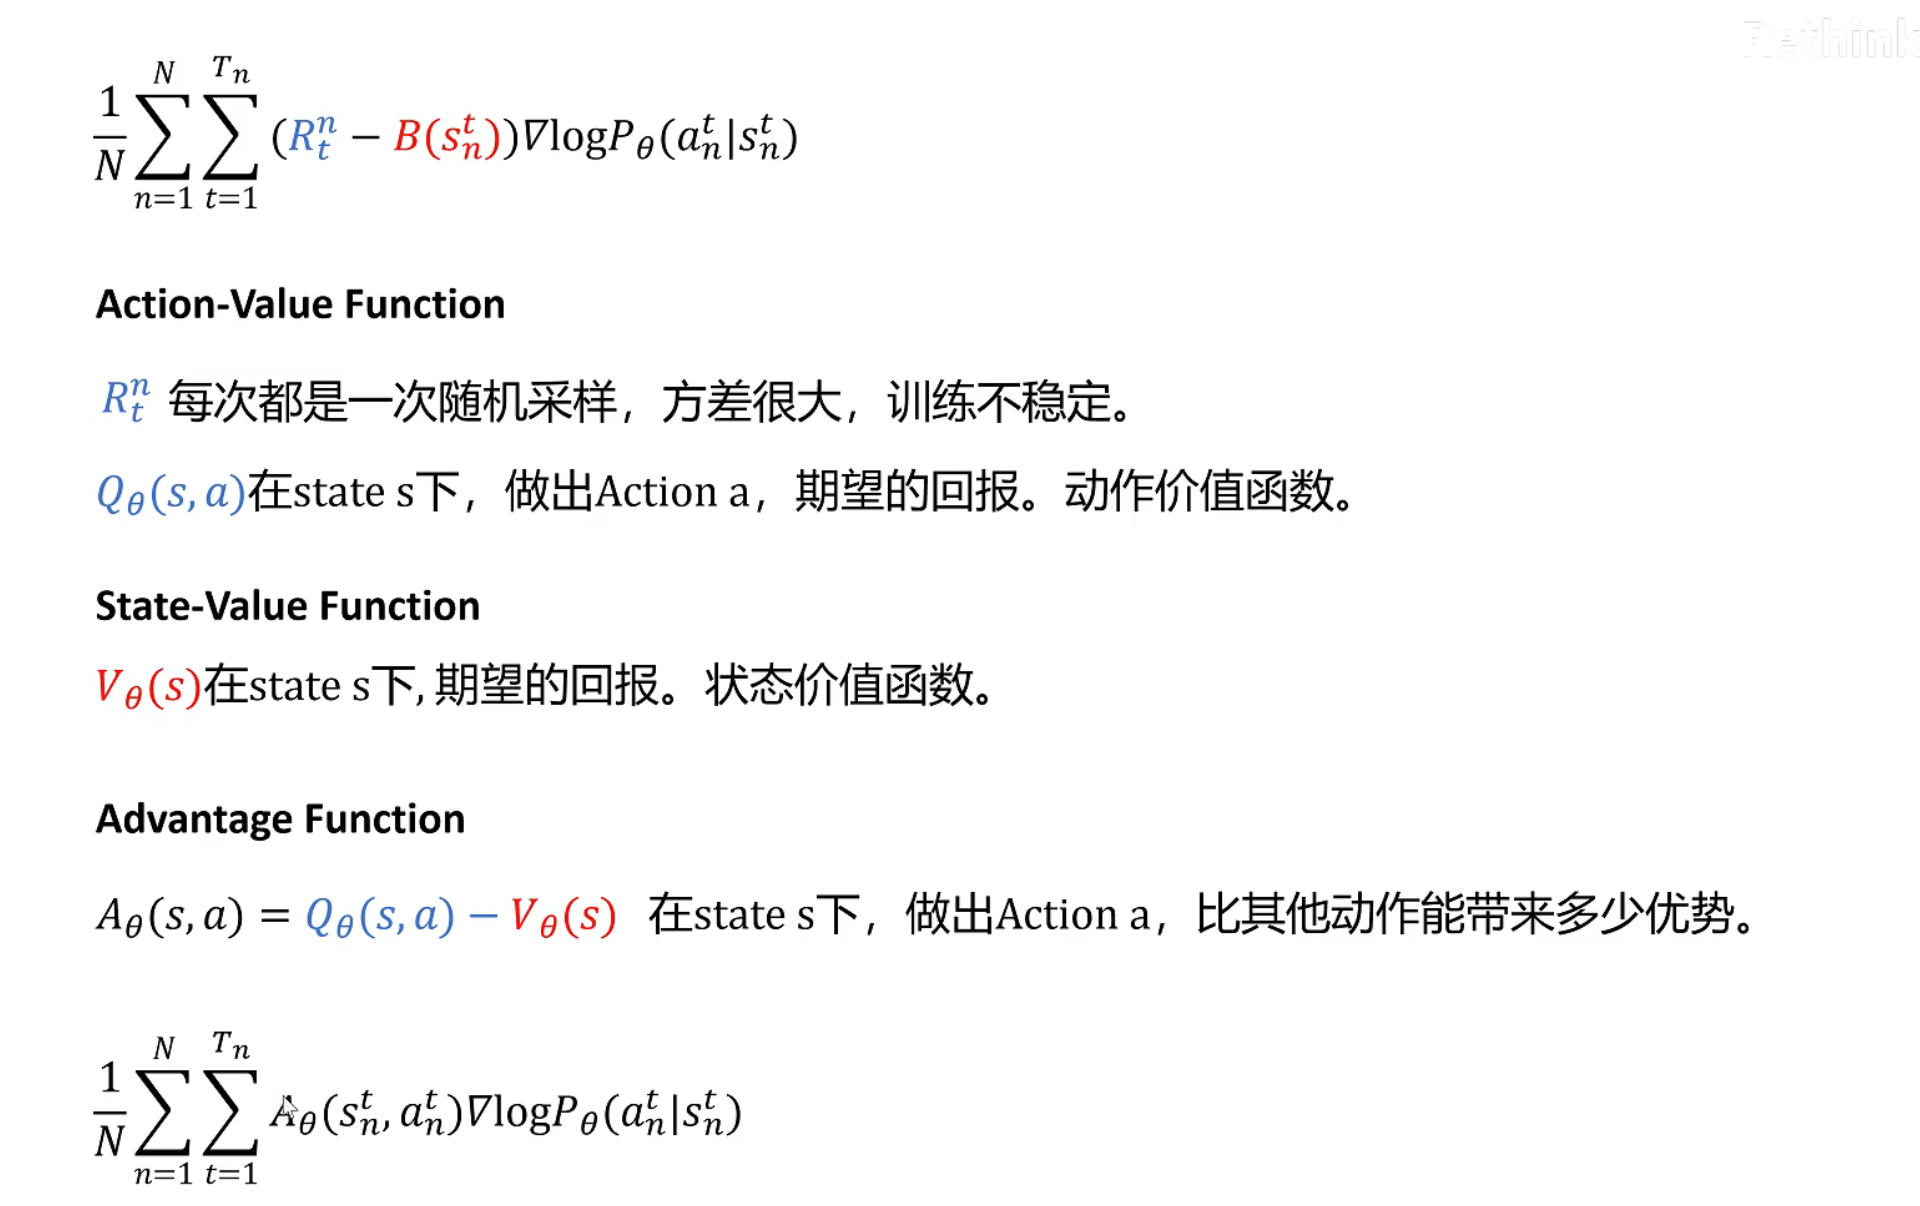 Rethink
$\frac{1}{N}\sum_{n=1}^{N}\sum_{t=1}^{T_n}(R_t^n - B(s_n^t))\nabla \log P_\theta(a_n^t|s_n^t)$
Action-Value Function
$R_t^n$ 每次都是一次随机采样，方差很大，训练不稳定。
$Q_\theta(s,a)$在state s下，做出Action a，期望的回报。动作价值函数。
State-Value Function
$V_\theta(s)$在state s下,期望的回报。状态价值函数。
Advantage Function
$A_\theta(s,a) = Q_\theta(s,a) - V_\theta(s)$ 在state s下，做出Action a，比其他动作能带来多少优势。
$\frac{1}{N}\sum_{n=1}^{N}\sum_{t=1}^{T_n}A_\theta(s_n^t,a_n^t)\nabla \log P_\theta(a_n^t|s_n^t)$